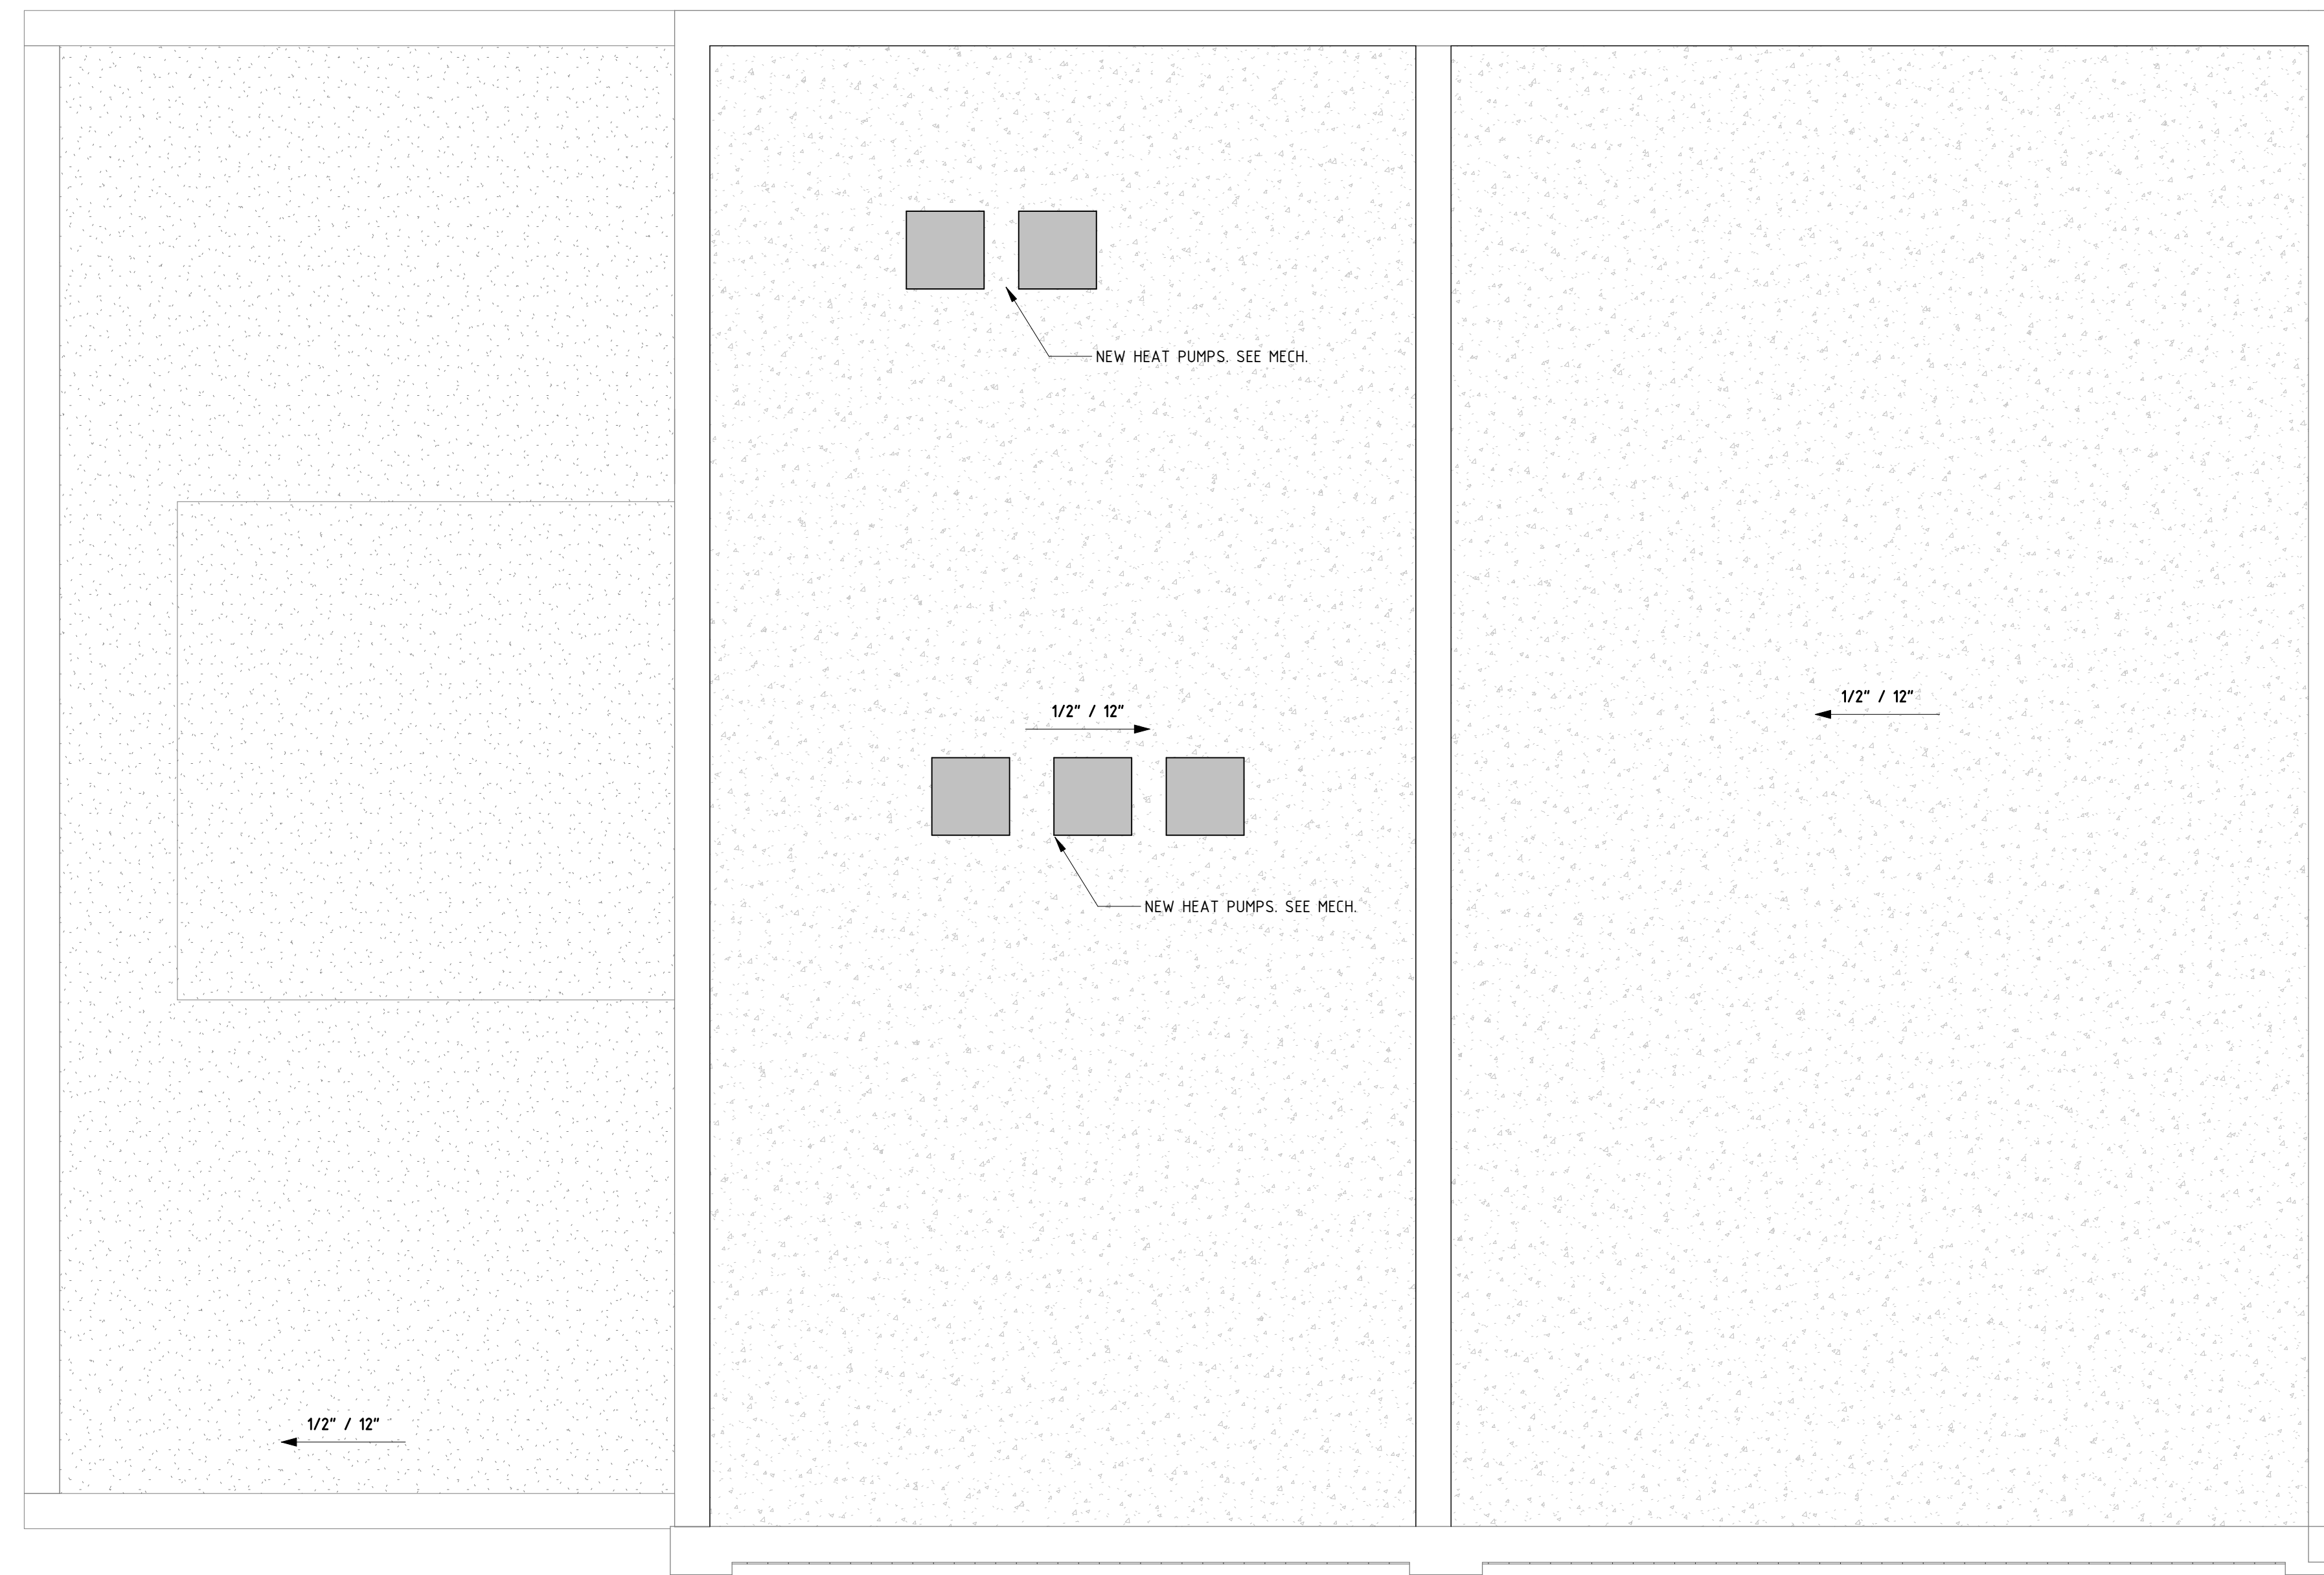 NEW HEAT PUMPS. SEE MECH.
1/2" / 12"
1/2" / 12"
NEW HEAT PUMPS. SEE MECH.
1/2" / 12"